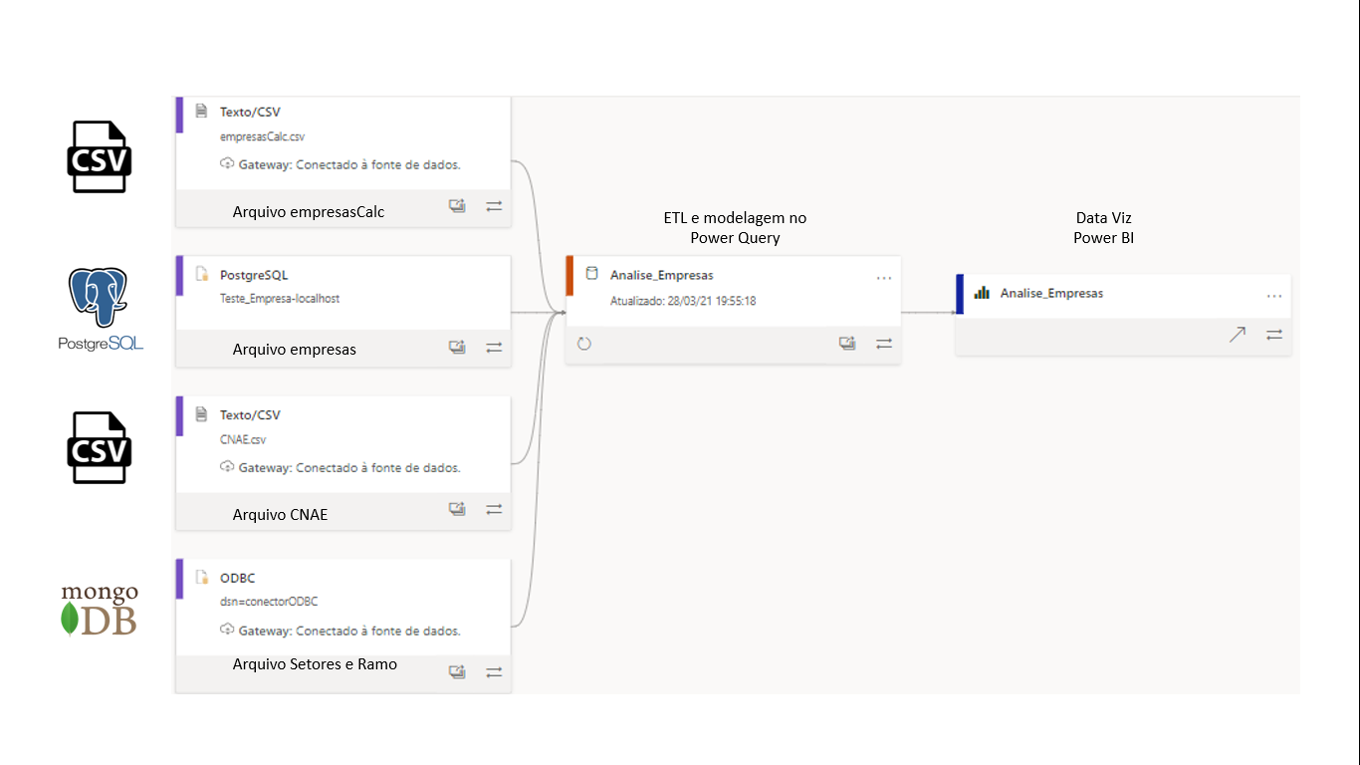 CSV
Texto/CSV
empresasCalc.csv
Gateway: Conectado à fonte de dados.
Arquivo empresasCalc
PostgreSQL
PostgreSQL
Teste_Empresa-localhost
Arquivo empresas
CSV
Texto/CSV
CNAE.csv
Gateway: Conectado à fonte de dados.
Arquivo CNAE
mongo
DB
ODBC
dsn=conectorODBC
Gateway: Conectado à fonte de dados.
Arquivo Setores e Ramo
ETL e modelagem no
Power Query
Analise_Empresas
Atualizado: 28/03/21 19:55:18
Data Viz
Power BI
Analise_Empresas